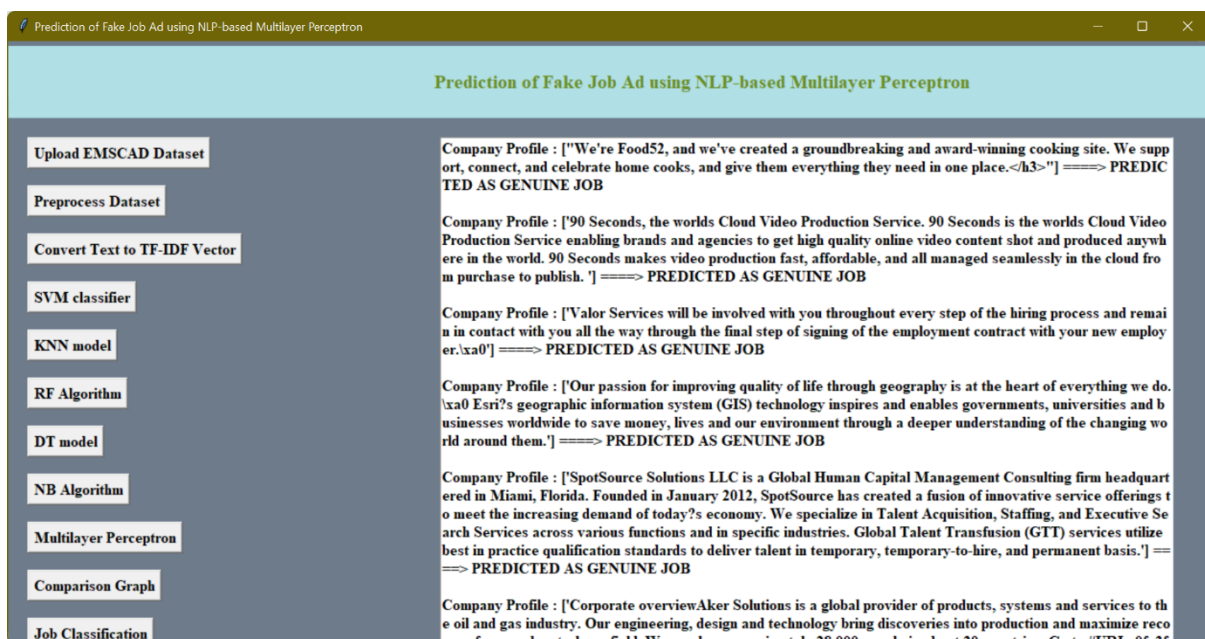 Prediction of Fake Job Ad using NLP-based Multilayer Perceptron
Prediction of Fake Job Ad using NLP-based Multilayer Perceptron
Upload EMSCAD Dataset
Preprocess Dataset
Convert Text to TF-IDF Vector
SVM classifier
KNN model
RF Algorithm
DT model
NB Algorithm
Multilayer Perceptron
Comparison Graph
Job Classification
Company Profile : ["We're Food52, and we've created a groundbreaking and award-winning cooking site. We supp
ort, connect, and celebrate home cooks, and give them everything they need in one place.</h3>"] ====> PREDIC
TED AS GENUINE JOB
Company Profile : ['90 Seconds, the worlds Cloud Video Production Service. 90 Seconds is the worlds Cloud Video
Production Service enabling brands and agencies to get high quality online video content shot and produced anywh
ere in the world. 90 Seconds makes video production fast, affordable, and all managed seamlessly in the cloud fro
m purchase to publish. '] ====> PREDICTED AS GENUINE JOB
Company Profile : ['Valor Services will be involved with you throughout every step of the hiring process and remai
n in contact with you all the way through the final step of signing of the employment contract with your new employ
er.\xa0'] ====> PREDICTED AS GENUINE JOB
Company Profile : ['Our passion for improving quality of life through geography is at the heart of everything we do.
\xa0 Esri?s geographic information system (GIS) technology inspires and enables governments, universities and b
usinesses worldwide to save money, lives and our environment through a deeper understanding of the changing wo
rld around them.'] ====> PREDICTED AS GENUINE JOB
Company Profile : ['SpotSource Solutions LLC is a Global Human Capital Management Consulting firm headquart
ered in Miami, Florida. Founded in January 2012, SpotSource has created a fusion of innovative service offerings t
o meet the increasing demand of today?s economy. We specialize in Talent Acquisition, Staffing, and Executive Se
arch Services across various functions and in specific industries. Global Talent Transfusion (GTT) services utilize
best in practice qualification standards to deliver talent in temporary, temporary-to-hire, and permanent basis.'] ==
==> PREDICTED AS GENUINE JOB
Company Profile : ['Corporate overviewAker Solutions is a global provider of products, systems and services to th
e oil and gas industry. Our engineering, design and technology bring discoveries into production and maximize reco